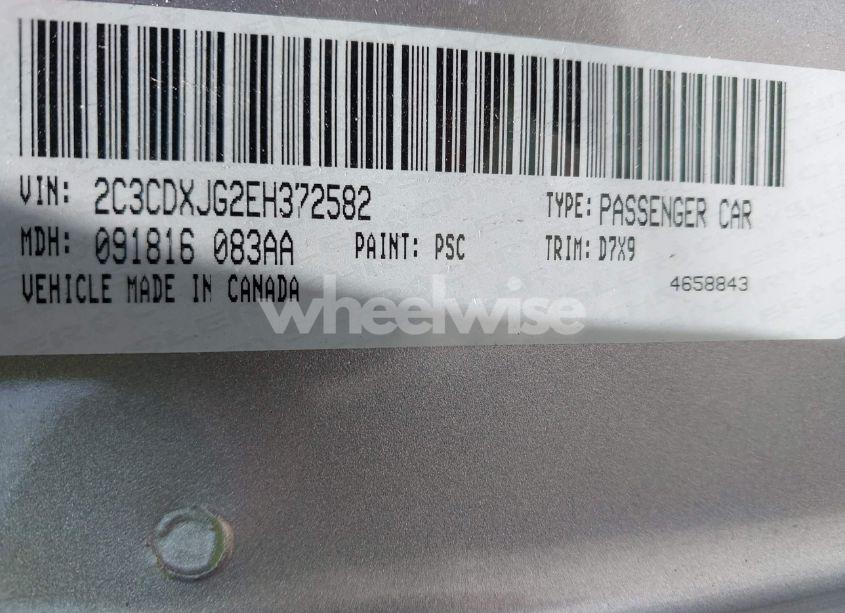 VIN: 2C3CDXJG2EH372582 TYPE: PASSENGER CAR
MDH: 091816 083AA PAINT: PSC TRIM: D7X9
VEHICLE MADE IN CANADA 4658843
wheelwise